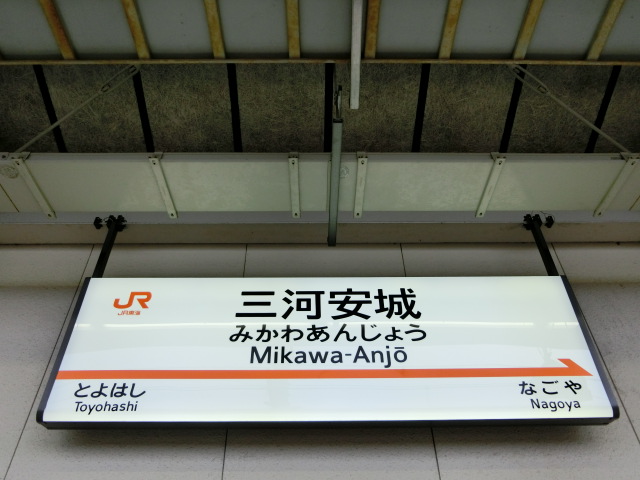 JR
JR東海
三河安城
みかわあんじょう
Mikawa-Anjō
とよはし
Toyohashi
なごや
Nagoya